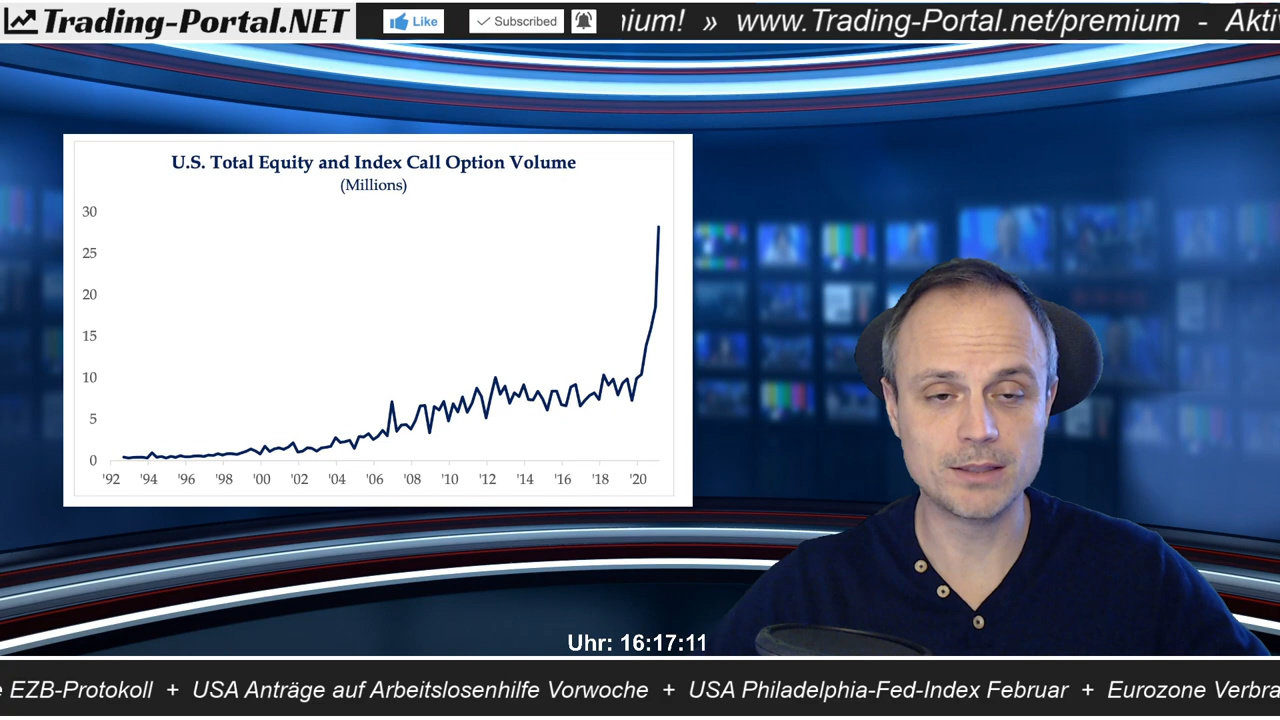 Trading-Portal.NET
Like
Subscribed
ium! » www.Trading-Portal.net/premium - Akti
U.S. Total Equity and Index Call Option Volume
(Millions)
30
25
20
15
10
5
0
'92 '94 '96 '98 '00 '02 '04 '06 '08 '10 '12 '14 '16 '18 '20
Uhr: 16:17:11
e EZB-Protokoll + USA Anträge auf Arbeitslosenhilfe Vorwoche + USA Philadelphia-Fed-Index Februar + Eurozone Verbra